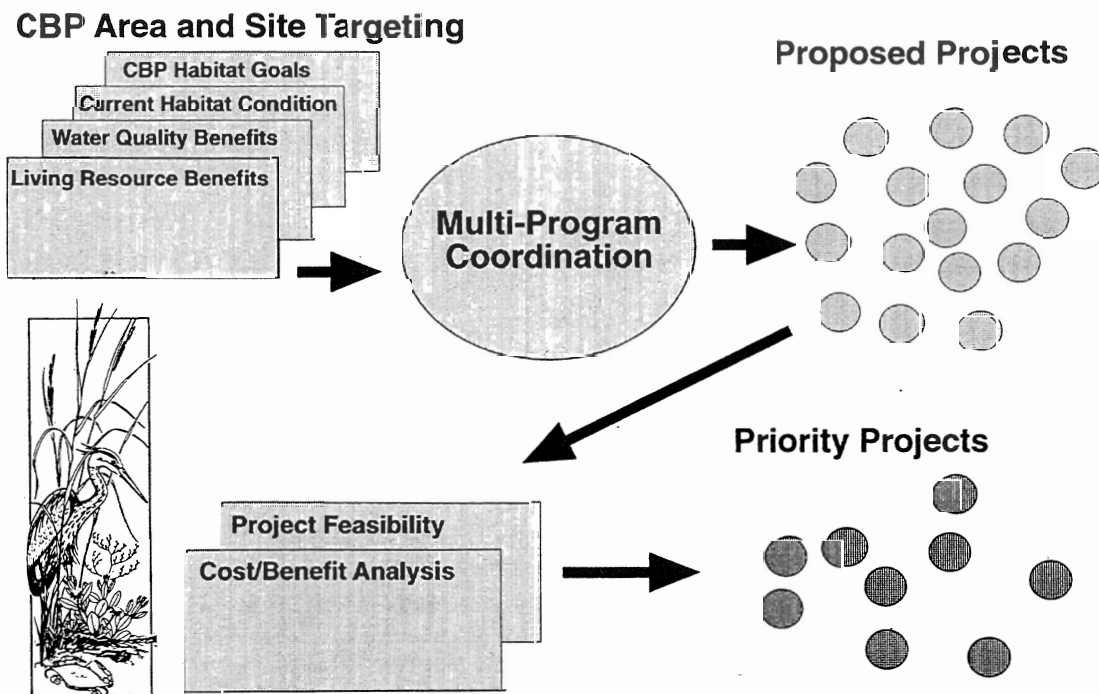 CBP Area and Site Targeting
CBP Habitat Goals
Current Habitat Condition
Water Quality Benefits
Living Resource Benefits
Multi-Program
Coordination
Proposed Projects
Project Feasibility
Cost/Benefit Analysis
Priority Projects